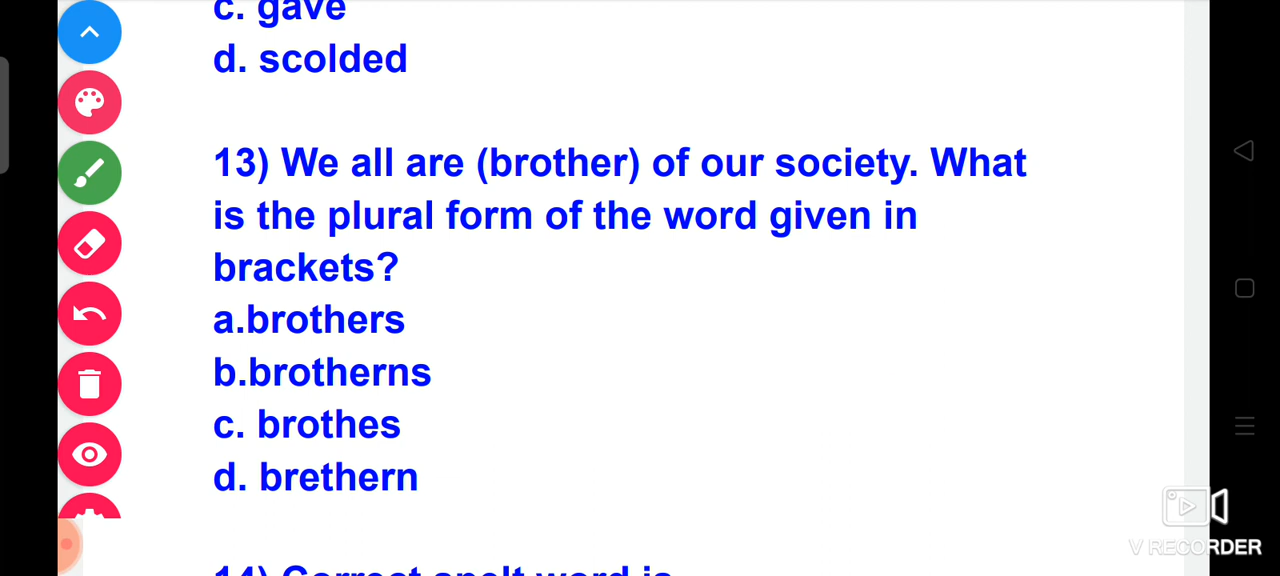 c. gave
d. scolded
13) We all are (brother) of our society. What
is the plural form of the word given in
brackets?
a.brothers
b.brotherns
c. brothes
d. brethern
14) Correct spelt word is
V RECORDER